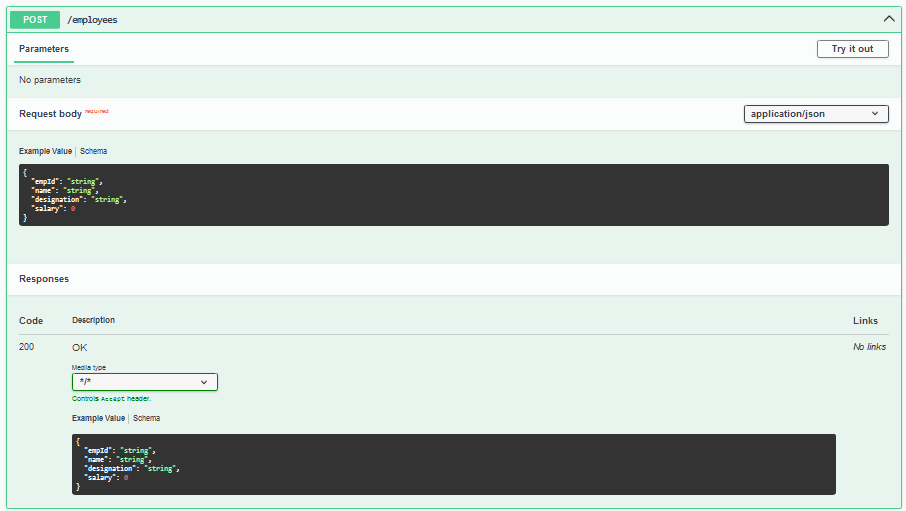 POST /employees
Parameters Try it out
No parameters
Request body required application/json
Example Value | Schema
{
"empId": "string",
"name": "string",
"designation": "string",
"salary": 0
}
Responses
Code Description Links
200 OK No links
Media type
*/*
Controls Accept header.
Example Value | Schema
{
"empId": "string",
"name": "string",
"designation": "string",
"salary": 0
}